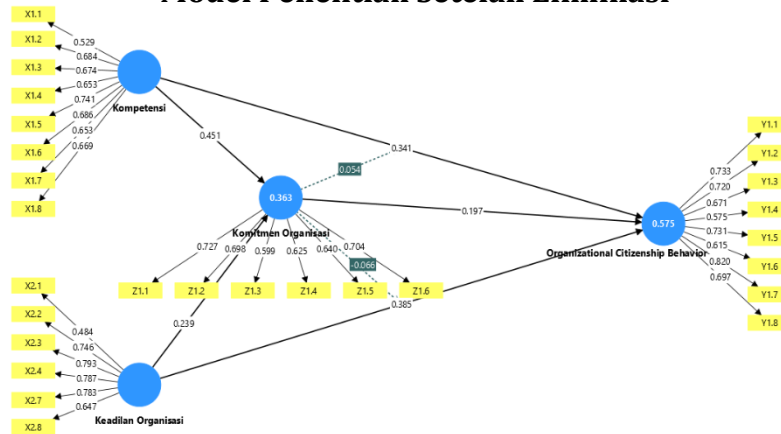 X1.1
X1.2
X1.3
X1.4
X1.5
X1.6
X1.7
X1.8
0.529
0.684
0.674
0.653
0.741
0.686
0.653
0.669
Kompetensi
0.451
0.341
0.054
0.363
Komitmen Organisasi
0.197
0.727
0.698
0.599
0.625
0.640
0.704
-0.066
Z1.1
Z1.2
Z1.3
Z1.4
Z1.5
Z1.6
0.239
0.385
X2.1
X2.2
X2.3
X2.4
X2.7
X2.8
0.484
0.746
0.793
0.787
0.783
0.647
Keadilan Organisasi
0.575
Organizational Citizenship Behavior
0.733
0.720
0.671
0.575
0.731
0.615
0.820
0.697
Y1.1
Y1.2
Y1.3
Y1.4
Y1.5
Y1.6
Y1.7
Y1.8